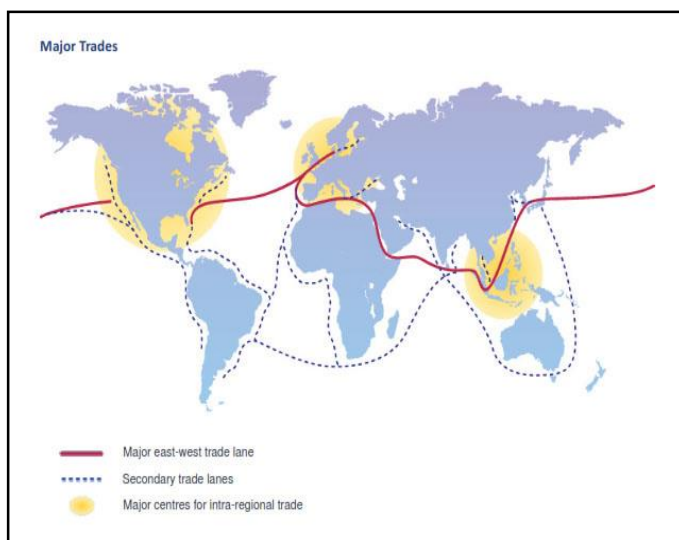 Major Trades
Major east-west trade lane
Secondary trade lanes
Major centres for intra-regional trade